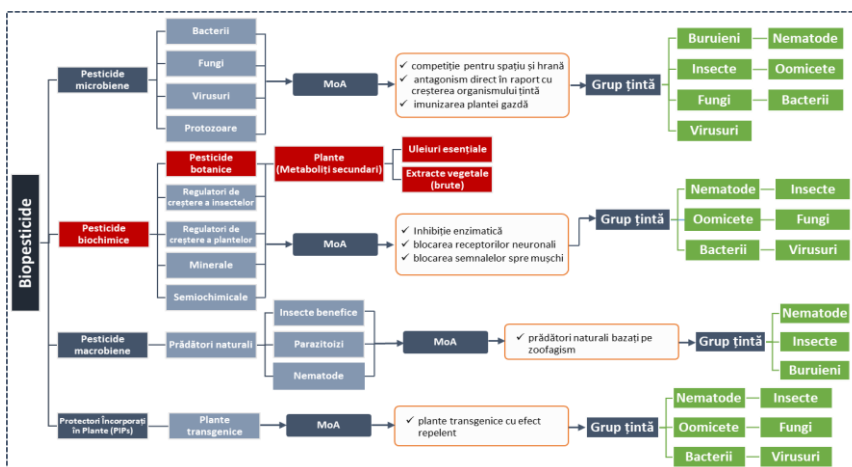 Biopesticide
Pesticide
microbiene
Bacterii
Fungi
Virusuri
Protozoare
MoA
✓ competiție pentru spațiu și hrană
✓ antagonism direct în raport cu
creșterea organismului țintă
✓ imunizarea plantei gazdă
Grup țintă
Buruieni
Nematode
Insecte
Oomicete
Fungi
Bacterii
Virusuri
Pesticide
biochimice
Pesticide
botanice
Plante
(Metaboliți secundari)
Uleiuri esențiale
Extracte vegetale
(brute)
Regulatori de
creștere a insectelor
Regulatori de
creștere a plantelor
Minerale
Semiochimicale
MoA
✓ Inhibiție enzimatică
✓ blocarea receptorilor neuronali
✓ blocarea semnalelor spre mușchi
Grup țintă
Nematode
Insecte
Oomicete
Fungi
Bacterii
Virusuri
Pesticide
macrobiene
Prădători naturali
Insecte benefice
Parazitoizi
Nematode
MoA
✓ prădători naturali bazați pe
zoofagism
Grup țintă
Nematode
Insecte
Buruieni
Protectori Încorporați
în Plante (PIPs)
Plante
transgenice
MoA
✓ plante transgenice cu efect
repelent
Grup țintă
Nematode
Insecte
Oomicete
Fungi
Bacterii
Virusuri